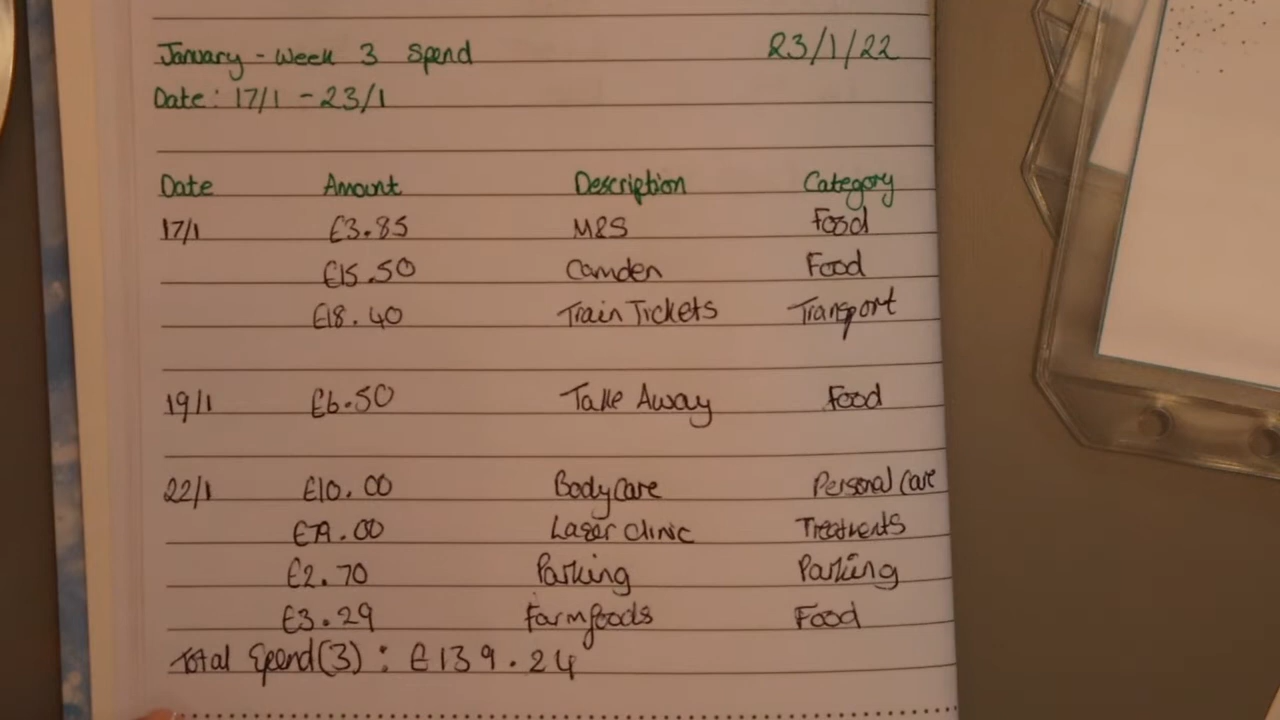 January - Week 3 Spend 23/1/22
Date: 17/1 - 23/1
Date Amount Description Category
17/1 £3.85 M&S Food
£15.50 Camden Food
£18.40 Train Tickets Transport
19/1 £6.50 Take Away Food
22/1 £10.00 Bodycare Personal Care
£79.00 Laser Clinic Treatments
£2.70 Parking Parking
£3.29 Farmfoods Food
Total Spend(3): £139.24